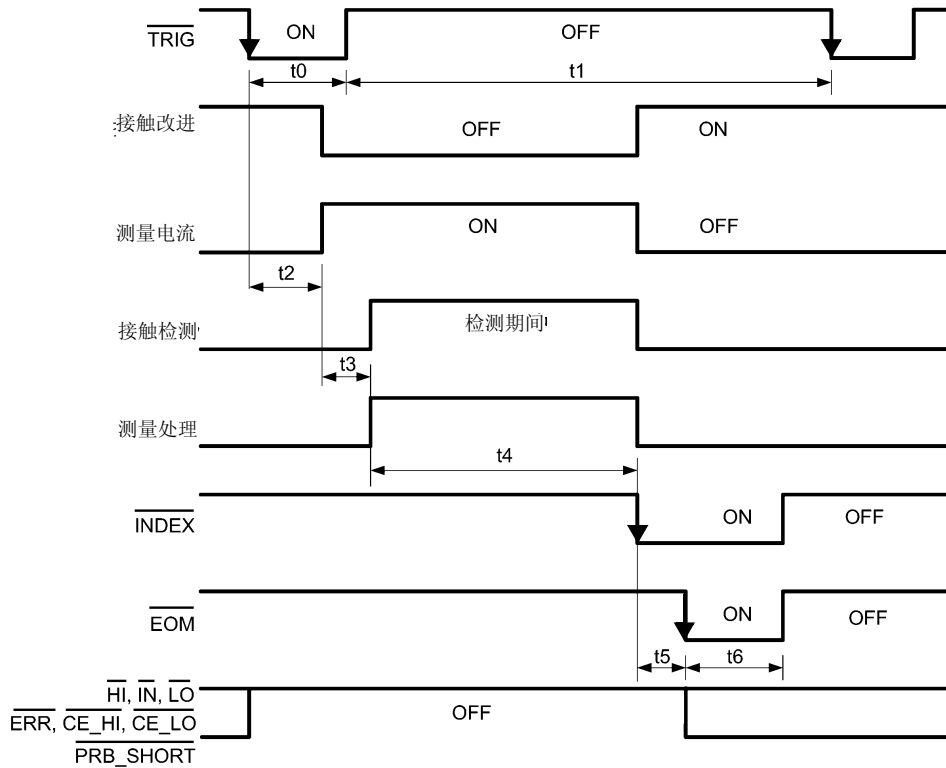 TRIG ON OFF
t0 t1
接触改进 OFF ON
测量电流 ON OFF
t2
接触检测 检测期间
t3
测量处理
t4
INDEX ON OFF
EOM ON OFF
t5 t6
HI, IN, LO
ERR, CE_HI, CE_LO OFF
PRB_SHORT